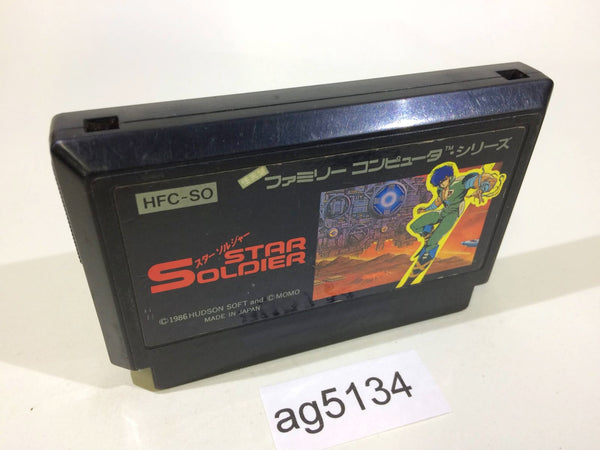 ファミリー コンピュータ™シリーズ
HFC-SO
スターソルジャー
STAR
SOLDIER
©1986 HUDSON SOFT and ©MOMO
MADE IN JAPAN
ag5134